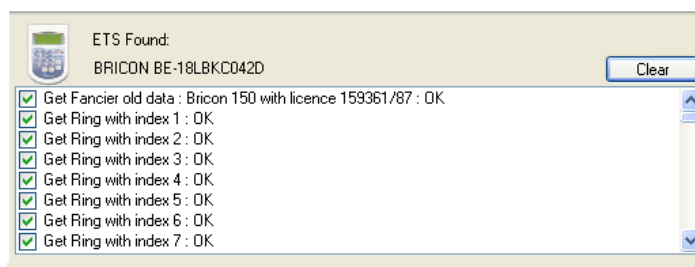 ETS Found:
BRICON BE-18LBKC042D
Clear
Get Fancier old data : Bricon 150 with licence 159361/87 : OK
Get Ring with index 1 : OK
Get Ring with index 2 : OK
Get Ring with index 3 : OK
Get Ring with index 4 : OK
Get Ring with index 5 : OK
Get Ring with index 6 : OK
Get Ring with index 7 : OK